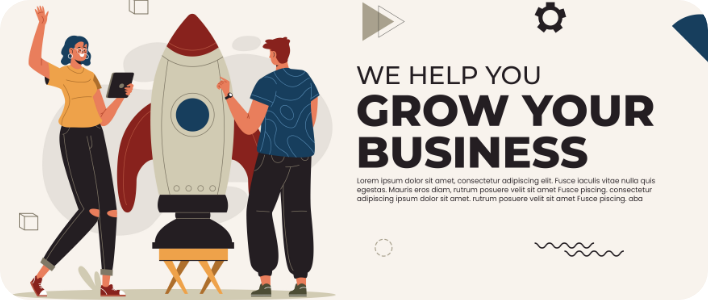 WE HELP YOU
GROW YOUR
BUSINESS
Lorem ipsum dolor sit amet, consectetur adipiscing elit. Fusce iaculis vitae nulla quis
egestas. Mauris eros diam, rutrum posuere velit sit amet Fusce piscing. consectetur
adipiscing ipsum dolor sit amet. rutrum posuere velit sit amet Fusce piscing. aba